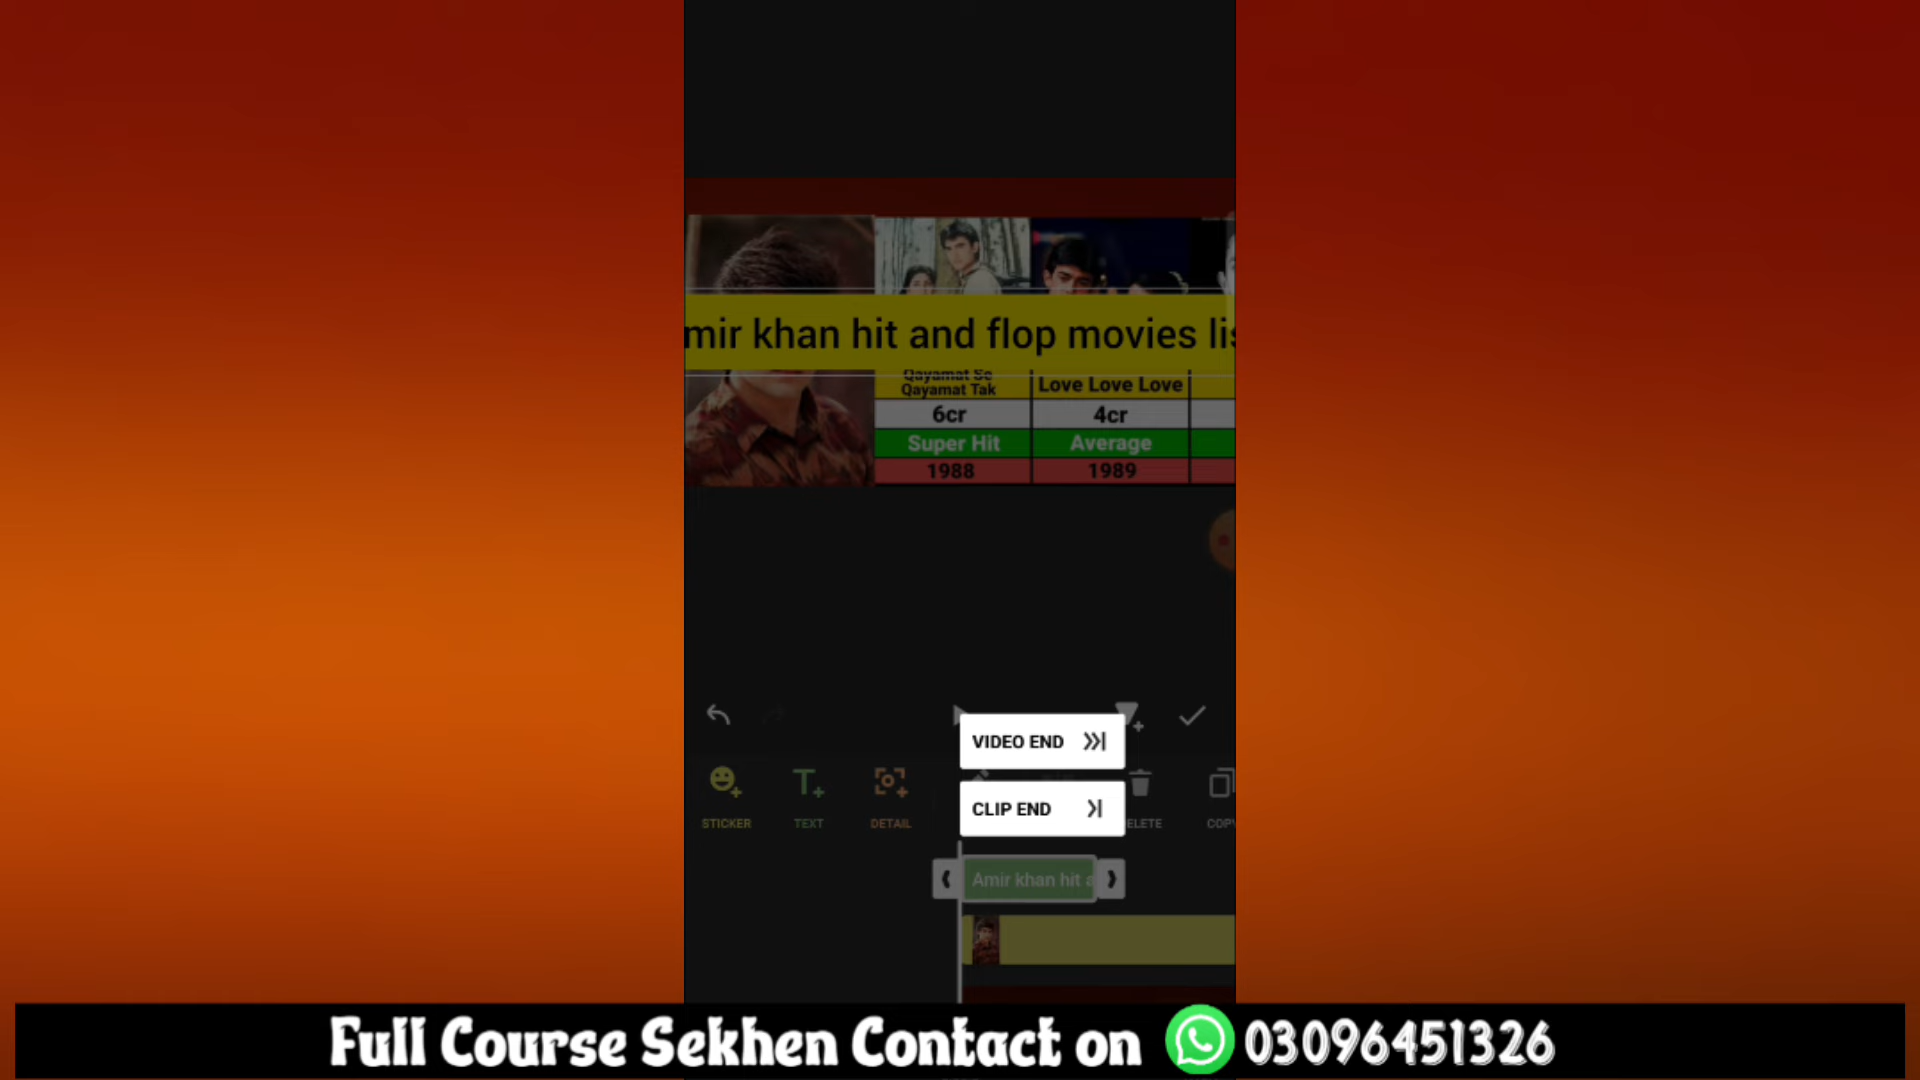 mir khan hit and flop movies lis
Qayamat Se
Qayamat Tak
Love Love Love
6cr
4cr
Super Hit
Average
1988
1989
VIDEO END
CLIP END
STICKER
TEXT
DETAIL
ELETE
COPY
Amir khan hit a
Full Course Sekhen Contact on 03096451326